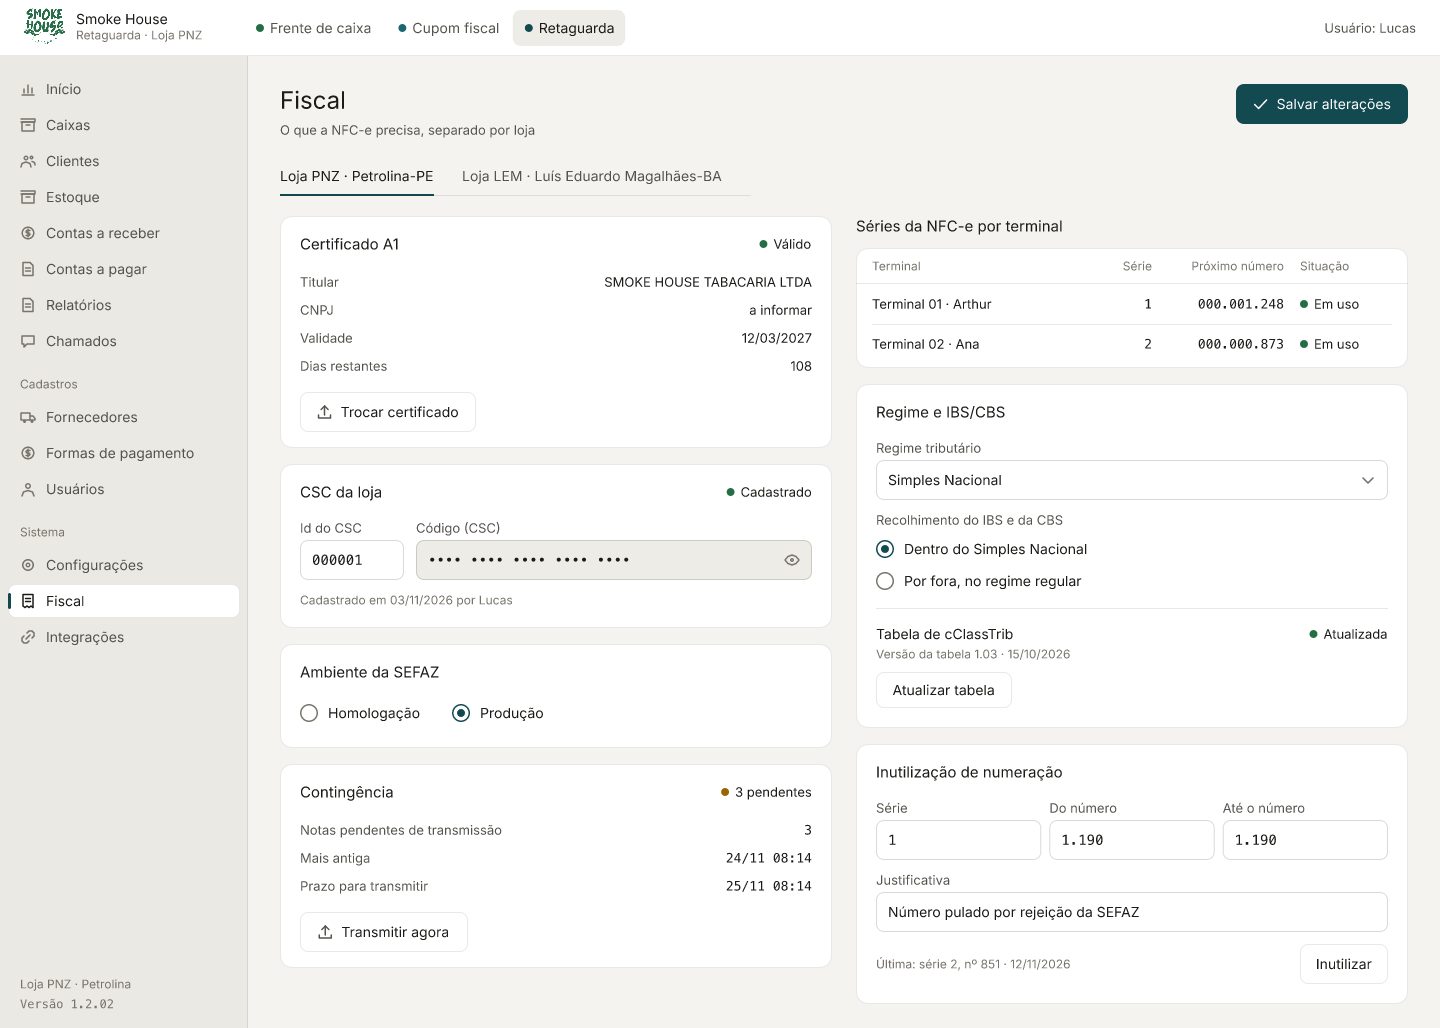 SMOKE HOUSE
Smoke House
Retaguarda · Loja PNZ
Frente de caixa
Cupom fiscal
Retaguarda
Usuário: Lucas
Início
Caixas
Clientes
Estoque
Contas a receber
Contas a pagar
Relatórios
Chamados
Cadastros
Fornecedores
Formas de pagamento
Usuários
Sistema
Configurações
Fiscal
Integrações
Loja PNZ · Petrolina
Versão 1.2.02
Fiscal
O que a NFC-e precisa, separado por loja
Salvar alterações
Loja PNZ · Petrolina-PE
Loja LEM · Luís Eduardo Magalhães-BA
Certificado A1
Válido
Titular SMOKE HOUSE TABACARIA LTDA
CNPJ a informar
Validade 12/03/2027
Dias restantes 108
Trocar certificado
CSC da loja
Cadastrado
Id do CSC Código (CSC)
000001 •••• •••• •••• •••• ••••
Cadastrado em 03/11/2026 por Lucas
Ambiente da SEFAZ
Homologação Produção
Contingência
3 pendentes
Notas pendentes de transmissão 3
Mais antiga 24/11 08:14
Prazo para transmitir 25/11 08:14
Transmitir agora
Séries da NFC-e por terminal
Terminal Série Próximo número Situação
Terminal 01 · Arthur 1 000.001.248 Em uso
Terminal 02 · Ana 2 000.000.873 Em uso
Regime e IBS/CBS
Regime tributário
Simples Nacional
Recolhimento do IBS e da CBS
Dentro do Simples Nacional
Por fora, no regime regular
Tabela de cClassTrib
Atualizada
Versão da tabela 1.03 · 15/10/2026
Atualizar tabela
Inutilização de numeração
Série Do número Até o número
1 1.190 1.190
Justificativa
Número pulado por rejeição da SEFAZ
Última: série 2, nº 851 · 12/11/2026
Inutilizar